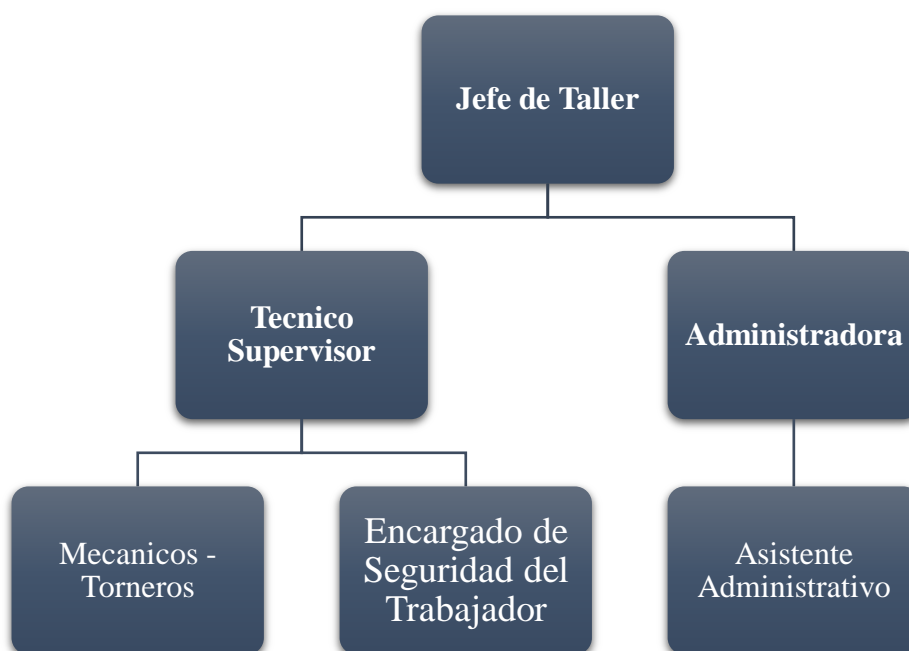 Jefe de Taller
Tecnico
Supervisor
Administradora
Mecanicos -
Torneros
Encargado de
Seguridad del
Trabajador
Asistente
Administrativo